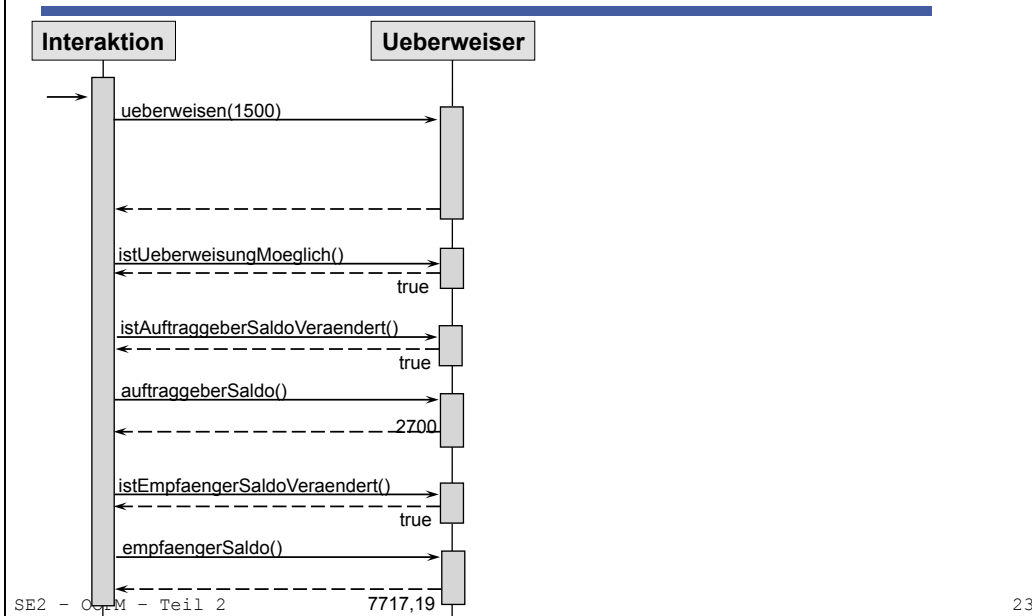 Interaktion
Ueberweiser
ueberweisen(1500)
istUeberweisungMoeglich()
true
istAuftraggeberSaldoVeraendert()
true
auftraggeberSaldo()
2700
istEmpfaengerSaldoVeraendert()
true
empfaengerSaldo()
7717,19
SE2 - OOPM - Teil 2
23